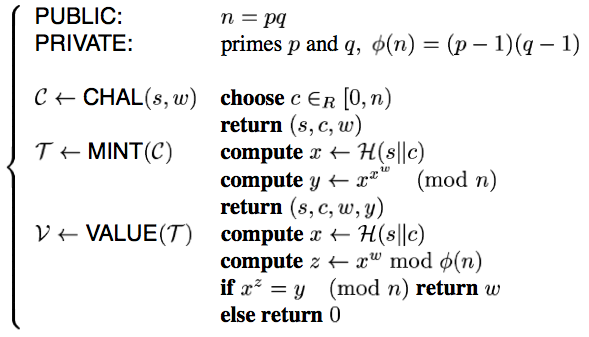 PUBLIC: n = pq
PRIVATE: primes p and q, ϕ(n) = (p − 1)(q − 1)
𝒞 ← CHAL(s, w) choose c ∈_R [0, n)
return (s, c, w)
𝒯 ← MINT(𝒞) compute x ← ℋ(s||c)
compute y ← x^{x^w} (mod n)
return (s, c, w, y)
𝒱 ← VALUE(𝒯) compute x ← ℋ(s||c)
compute z ← x^w mod ϕ(n)
if x^z = y (mod n) return w
else return 0